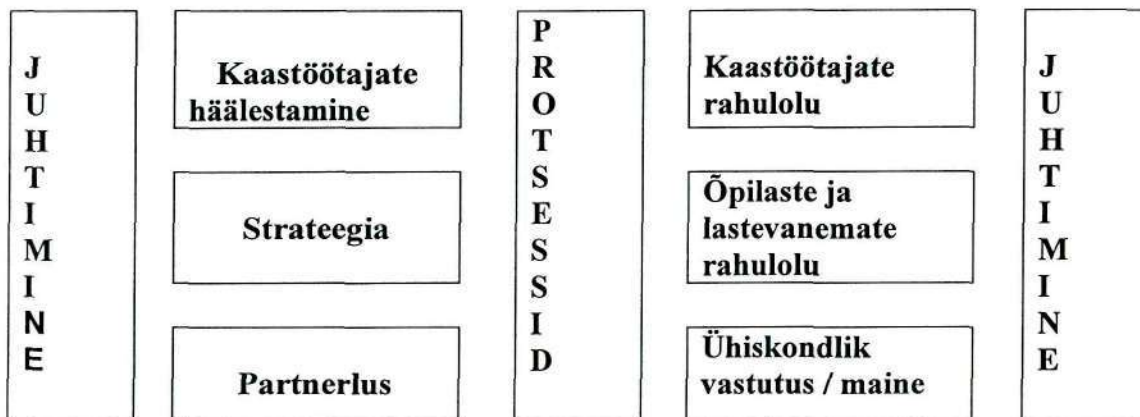 JUHTIMINE
Kaastöötajate
häälestamine
Strateegia
Partnerlus
PROTSESSID
Kaastöötajate
rahulolu
Õpilaste ja
lastevanemate
rahulolu
Ühiskondlik
vastutus / maine
JUHTIMINE